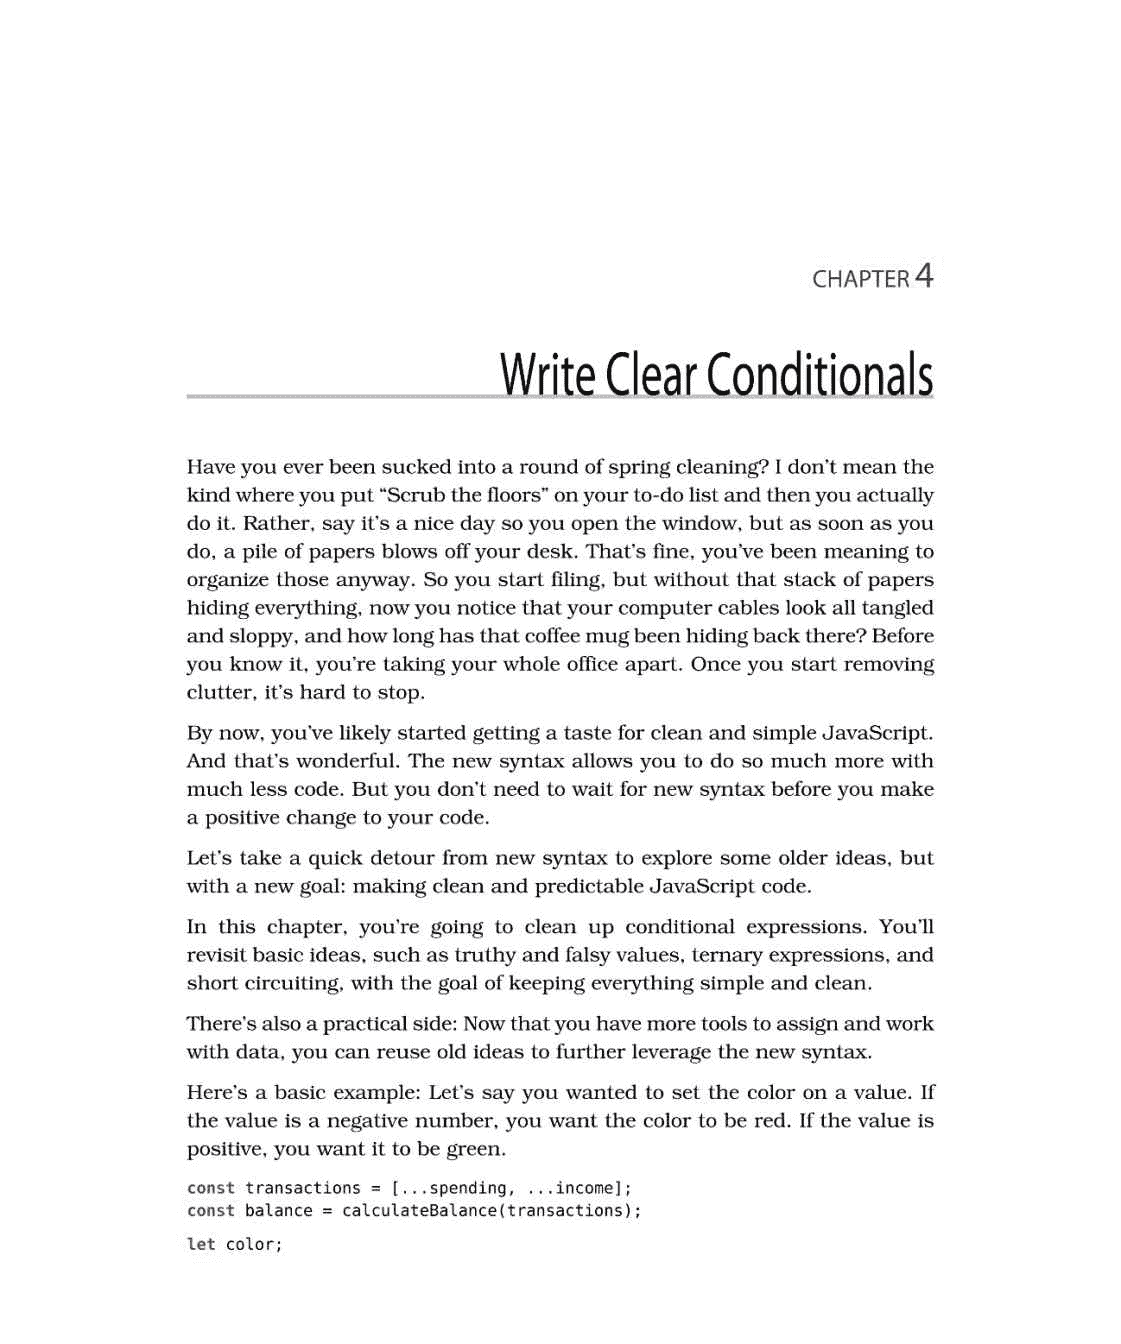 CHAPTER 4
Write Clear Conditionals
Have you ever been sucked into a round of spring cleaning? I don't mean the
kind where you put “Scrub the floors” on your to-do list and then you actually
do it. Rather, say it's a nice day so you open the window, but as soon as you
do, a pile of papers blows off your desk. That's fine, you've been meaning to
organize those anyway. So you start filing, but without that stack of papers
hiding everything, now you notice that your computer cables look all tangled
and sloppy, and how long has that coffee mug been hiding back there? Before
you know it, you're taking your whole office apart. Once you start removing
clutter, it's hard to stop.
By now, you've likely started getting a taste for clean and simple JavaScript.
And that's wonderful. The new syntax allows you to do so much more with
much less code. But you don't need to wait for new syntax before you make
a positive change to your code.
Let's take a quick detour from new syntax to explore some older ideas, but
with a new goal: making clean and predictable JavaScript code.
In this chapter, you're going to clean up conditional expressions. You'll
revisit basic ideas, such as truthy and falsy values, ternary expressions, and
short circuiting, with the goal of keeping everything simple and clean.
There's also a practical side: Now that you have more tools to assign and work
with data, you can reuse old ideas to further leverage the new syntax.
Here's a basic example: Let's say you wanted to set the color on a value. If
the value is a negative number, you want the color to be red. If the value is
positive, you want it to be green.
const transactions = [...spending, ...income];
const balance = calculateBalance(transactions);
let color;